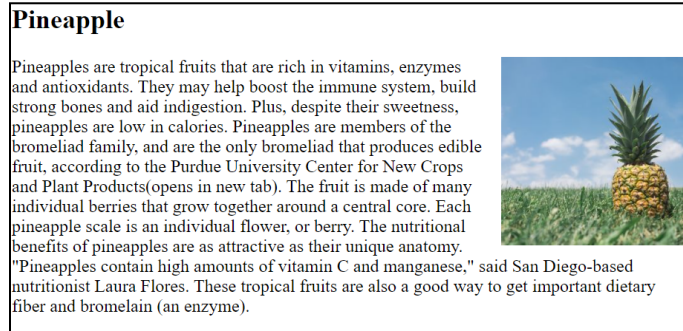 Pineapple
Pineapples are tropical fruits that are rich in vitamins, enzymes
and antioxidants. They may help boost the immune system, build
strong bones and aid indigestion. Plus, despite their sweetness,
pineapples are low in calories. Pineapples are members of the
bromeliad family, and are the only bromeliad that produces edible
fruit, according to the Purdue University Center for New Crops
and Plant Products(opens in new tab). The fruit is made of many
individual berries that grow together around a central core. Each
pineapple scale is an individual flower, or berry. The nutritional
benefits of pineapples are as attractive as their unique anatomy.
"Pineapples contain high amounts of vitamin C and manganese," said San Diego-based
nutritionist Laura Flores. These tropical fruits are also a good way to get important dietary
fiber and bromelain (an enzyme).